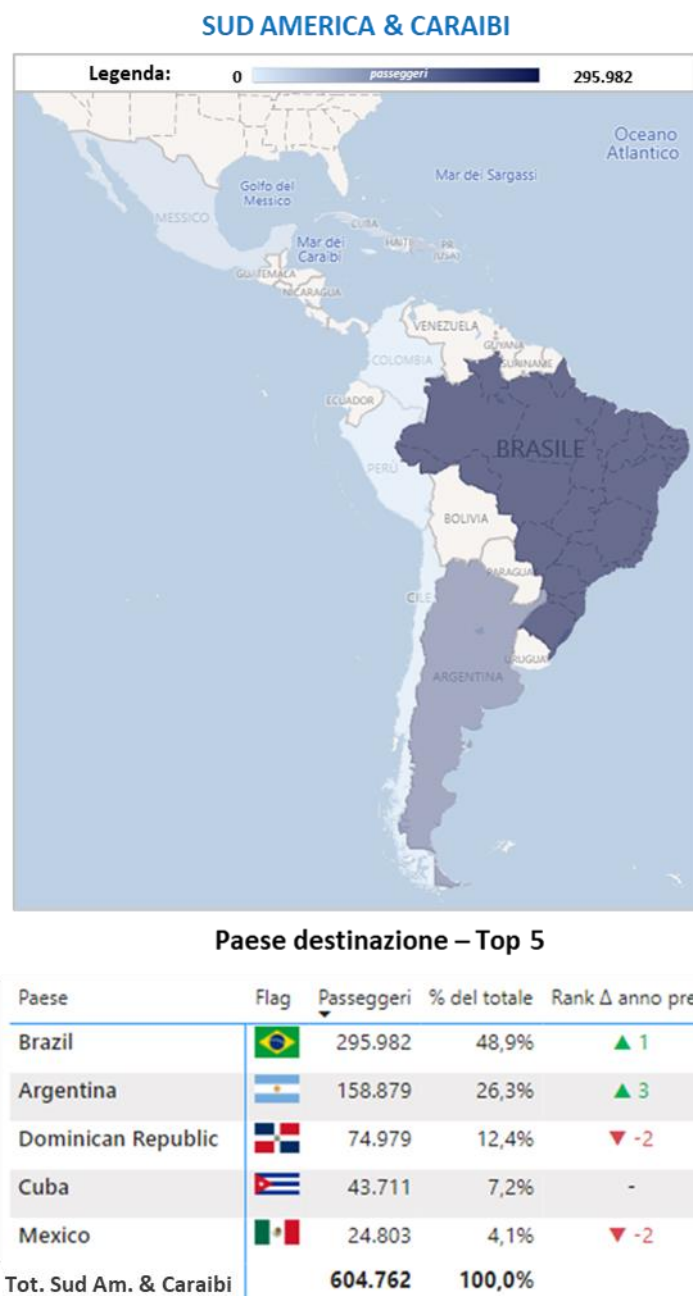 SUD AMERICA & CARAIBI
Legenda: 0 passeggeri 295.982
Oceano
Atlantico
Mar dei Sargassi
Golfo del
Messico
MESSICO
CUBA
Mar dei
Caraibi
HAITI
PR
(USA)
GUATEMALA
NICARAGUA
VENEZUELA
GUYANA
SURINAME
COLOMBIA
ECUADOR
BRASILE
PERÙ
BOLIVIA
PARAGUA
CILE
URUGUA
ARGENTINA
Paese destinazione – Top 5
Paese Flag Passeggeri % del totale Rank Δ anno pre
Brazil 295.982 48,9% ▲ 1
Argentina 158.879 26,3% ▲ 3
Dominican Republic 74.979 12,4% ▼ -2
Cuba 43.711 7,2% -
Mexico 24.803 4,1% ▼ -2
Tot. Sud Am. & Caraibi 604.762 100,0%